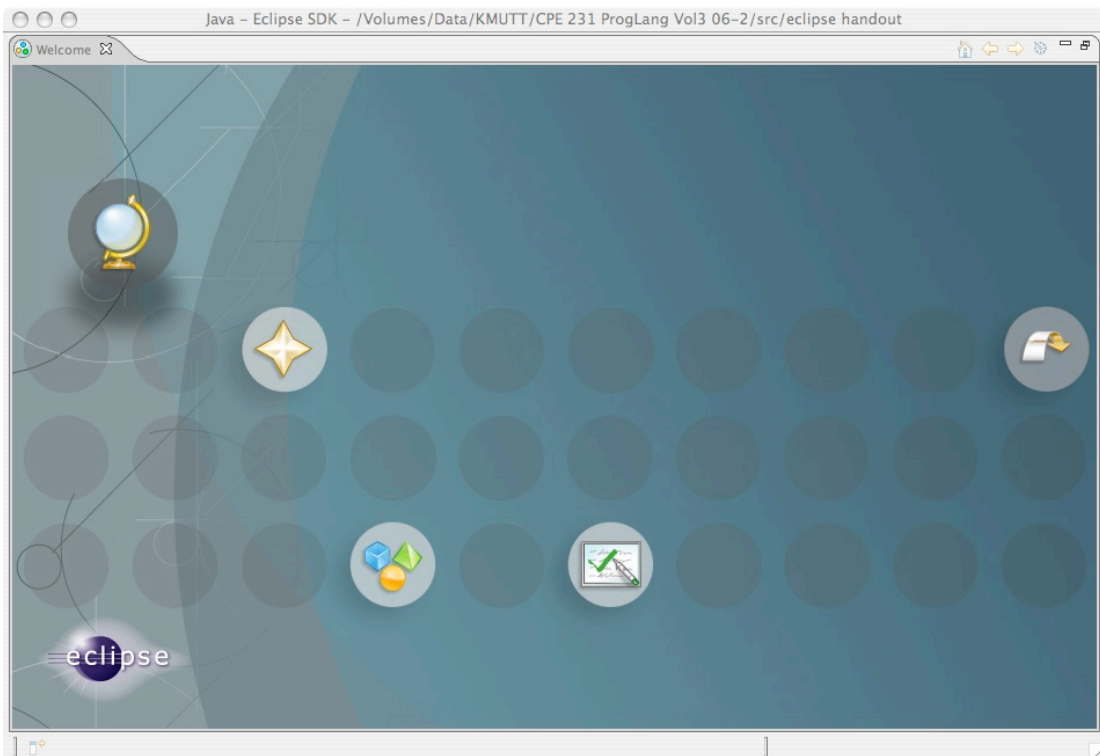 Java - Eclipse SDK - /Volumes/Data/KMUTT/CPE 231 ProgLang Vol3 06-2/src/eclipse handout
Welcome
eclipse